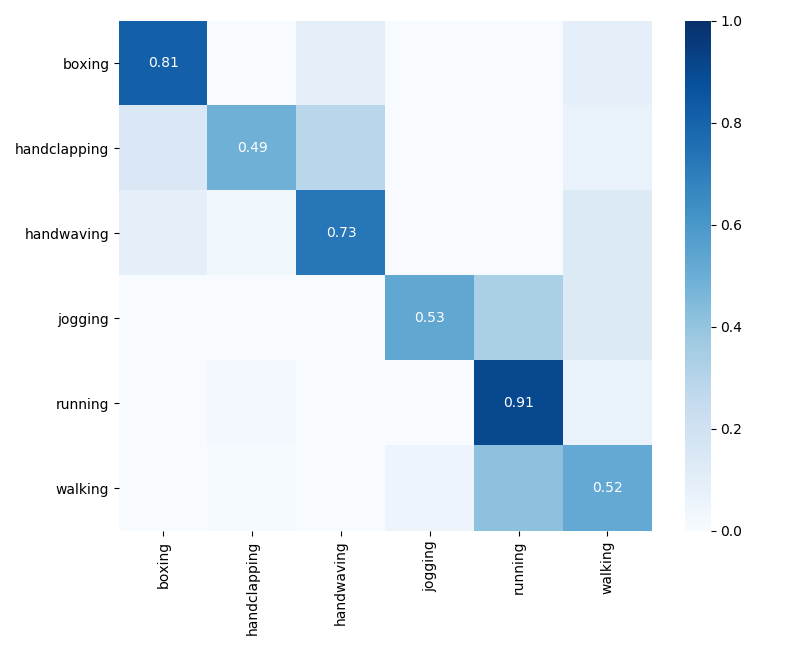 boxing
handclapping
handwaving
jogging
running
walking
0.81
0.49
0.73
0.53
0.91
0.52
boxing
handclapping
handwaving
jogging
running
walking
1.0
0.8
0.6
0.4
0.2
0.0